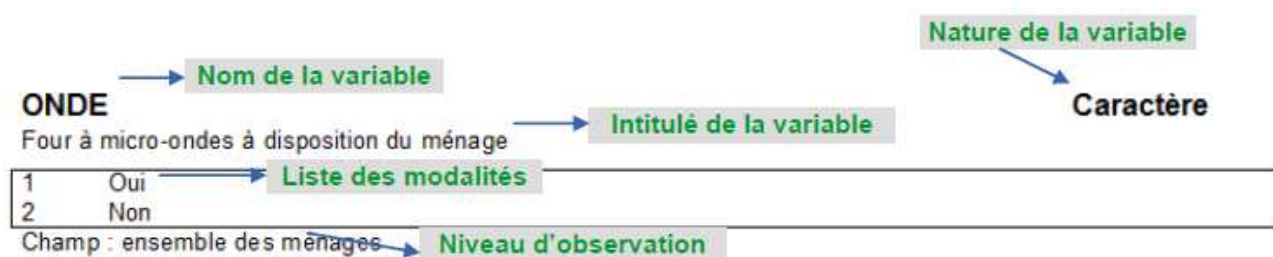 Nature de la variable
Nom de la variable
ONDE
Caractère
Four à micro-ondes à disposition du ménage
Intitulé de la variable
1 Oui
Liste des modalités
2 Non
Champ : ensemble des ménages
Niveau d'observation